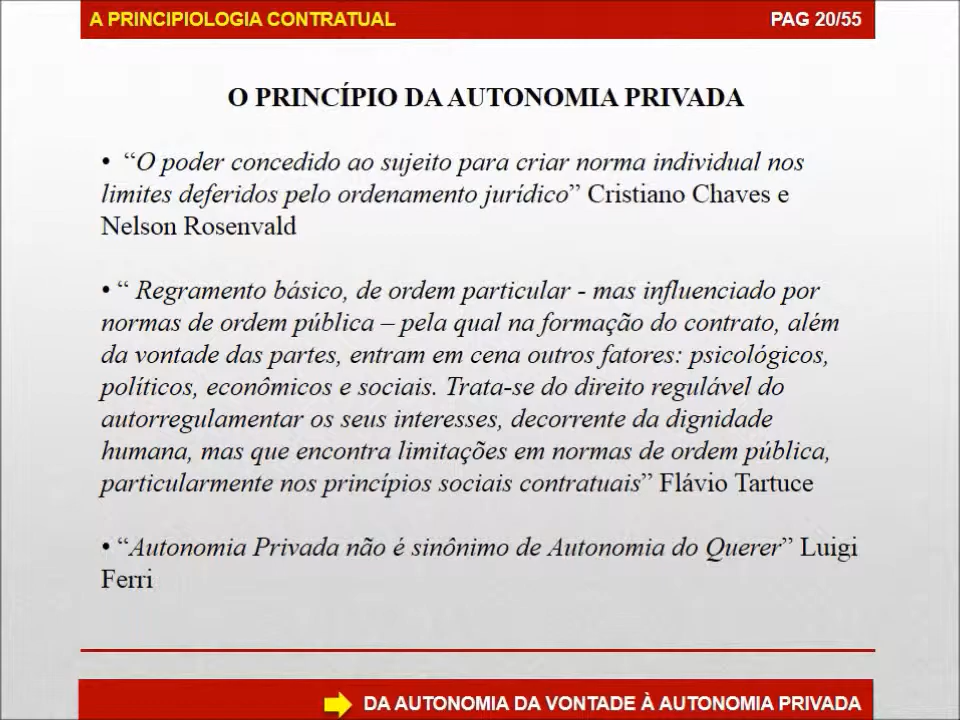 A PRINCIPIOLOGIA CONTRATUAL PAG 20/55
O PRINCÍPIO DA AUTONOMIA PRIVADA
• “O poder concedido ao sujeito para criar norma individual nos
limites deferidos pelo ordenamento jurídico” Cristiano Chaves e
Nelson Rosenvald
• “ Regramento básico, de ordem particular - mas influenciado por
normas de ordem pública – pela qual na formação do contrato, além
da vontade das partes, entram em cena outros fatores: psicológicos,
políticos, econômicos e sociais. Trata-se do direito regulável do
autorregulamentar os seus interesses, decorrente da dignidade
humana, mas que encontra limitações em normas de ordem pública,
particularmente nos princípios sociais contratuais” Flávio Tartuce
• “Autonomia Privada não é sinônimo de Autonomia do Querer” Luigi
Ferri
DA AUTONOMIA DA VONTADE À AUTONOMIA PRIVADA